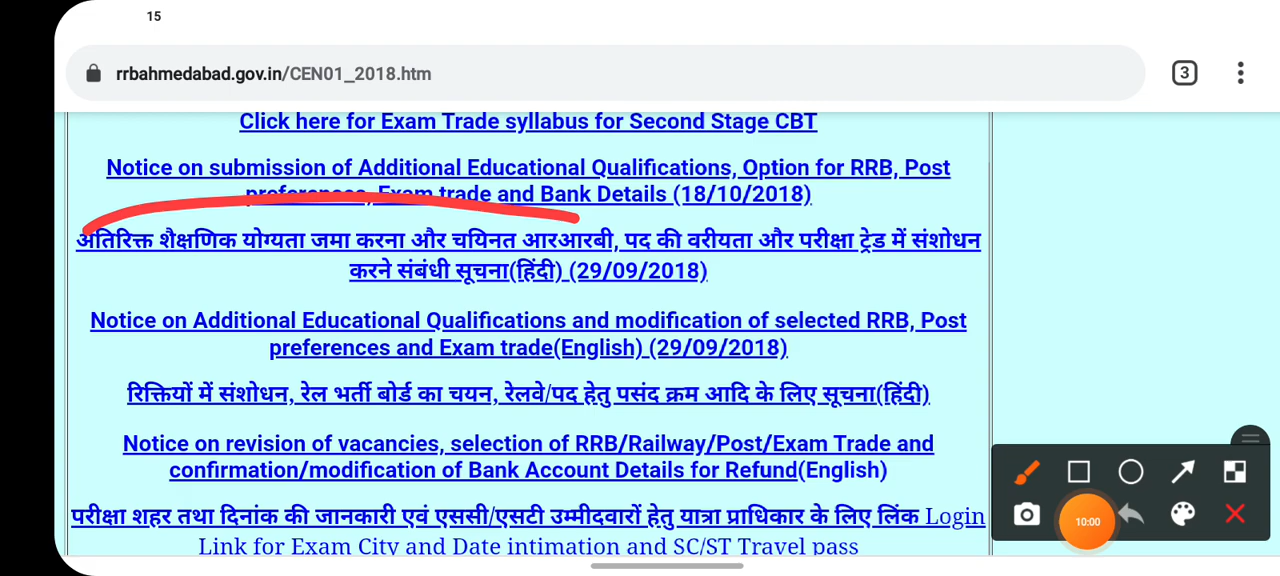 15
rrbahmedabad.gov.in/CEN01_2018.htm
3
Click here for Exam Trade syllabus for Second Stage CBT
Notice on submission of Additional Educational Qualifications, Option for RRB, Post
preferences, Exam trade and Bank Details (18/10/2018)
अतिरिक्त शैक्षणिक योग्यता जमा करना और चयिनत आरआरबी, पद की वरीयता और परीक्षा ट्रेड में संशोधन
करने संबंधी सूचना(हिंदी) (29/09/2018)
Notice on Additional Educational Qualifications and modification of selected RRB, Post
preferences and Exam trade(English) (29/09/2018)
रिक्तियों में संशोधन, रेल भर्ती बोर्ड का चयन, रेलवे/पद हेतु पसंद क्रम आदि के लिए सूचना(हिंदी)
Notice on revision of vacancies, selection of RRB/Railway/Post/Exam Trade and
confirmation/modification of Bank Account Details for Refund(English)
परीक्षा शहर तथा दिनांक की जानकारी एवं एससी/एसटी उम्मीदवारों हेतु यात्रा प्राधिकार के लिए लिंक Login
Link for Exam City and Date intimation and SC/ST Travel pass
10:00